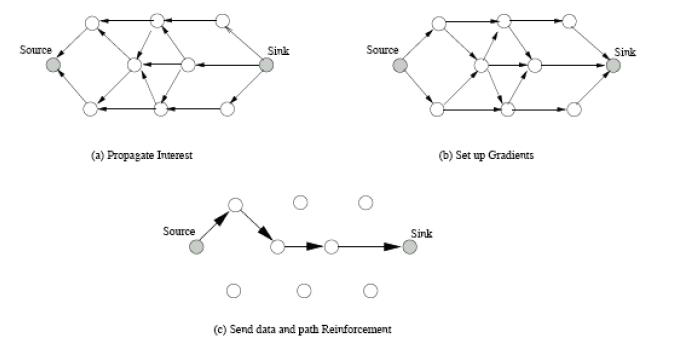 Source
Sink
(a) Propagate Interest
Source
Sink
(b) Set up Gradients
Source
Sink
(c) Send data and path Reinforcement